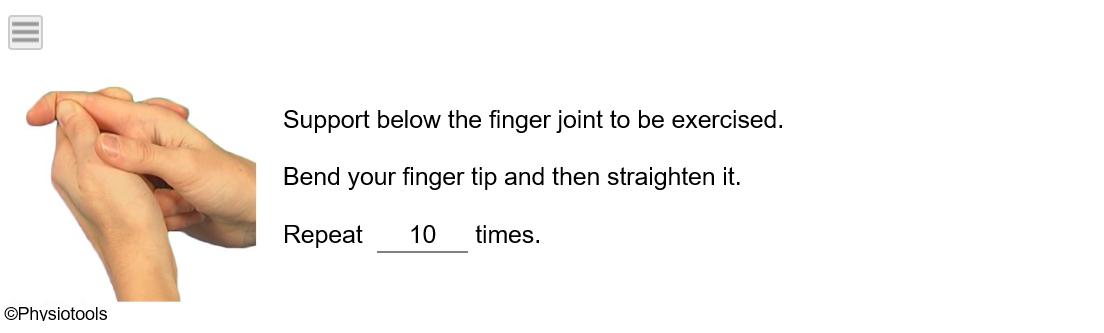 Support below the finger joint to be exercised.
Bend your finger tip and then straighten it.
Repeat 10 times.
©Physiotools